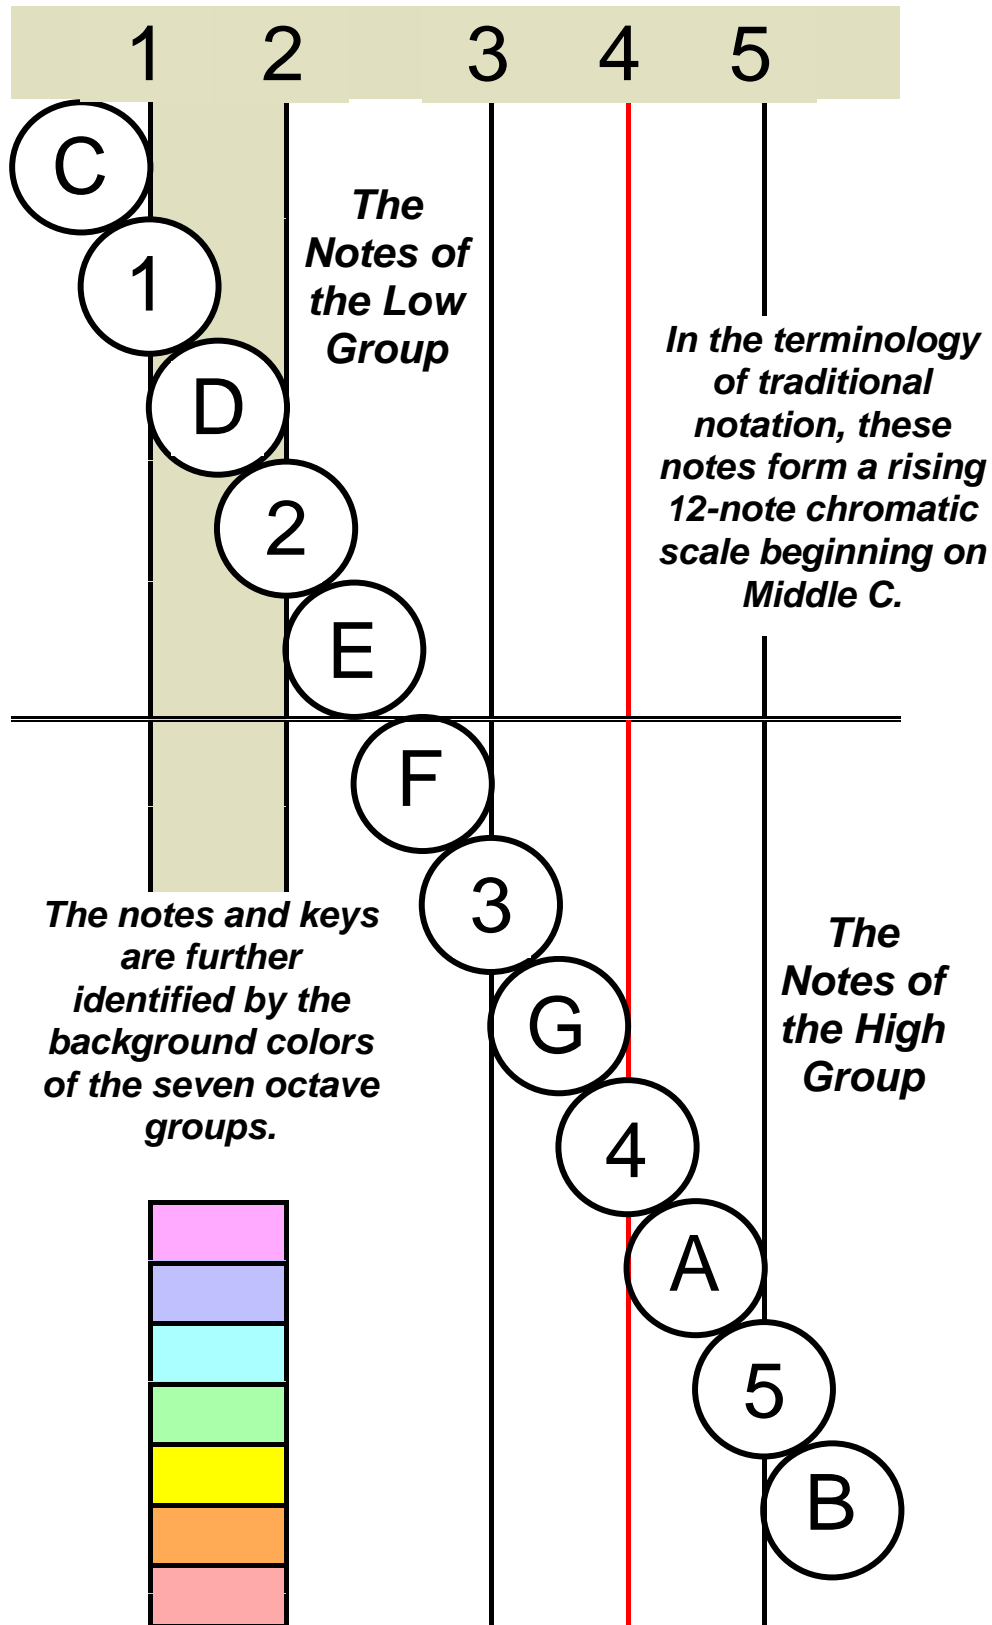 1 2 3 4 5
C
1
D
2
E
The
Notes of
the Low
Group
In the terminology
of traditional
notation, these
notes form a rising
12-note chromatic
scale beginning on
Middle C.
F
3
G
4
A
5
B
The notes and keys
are further
identified by the
background colors
of the seven octave
groups.
The
Notes of
the High
Group